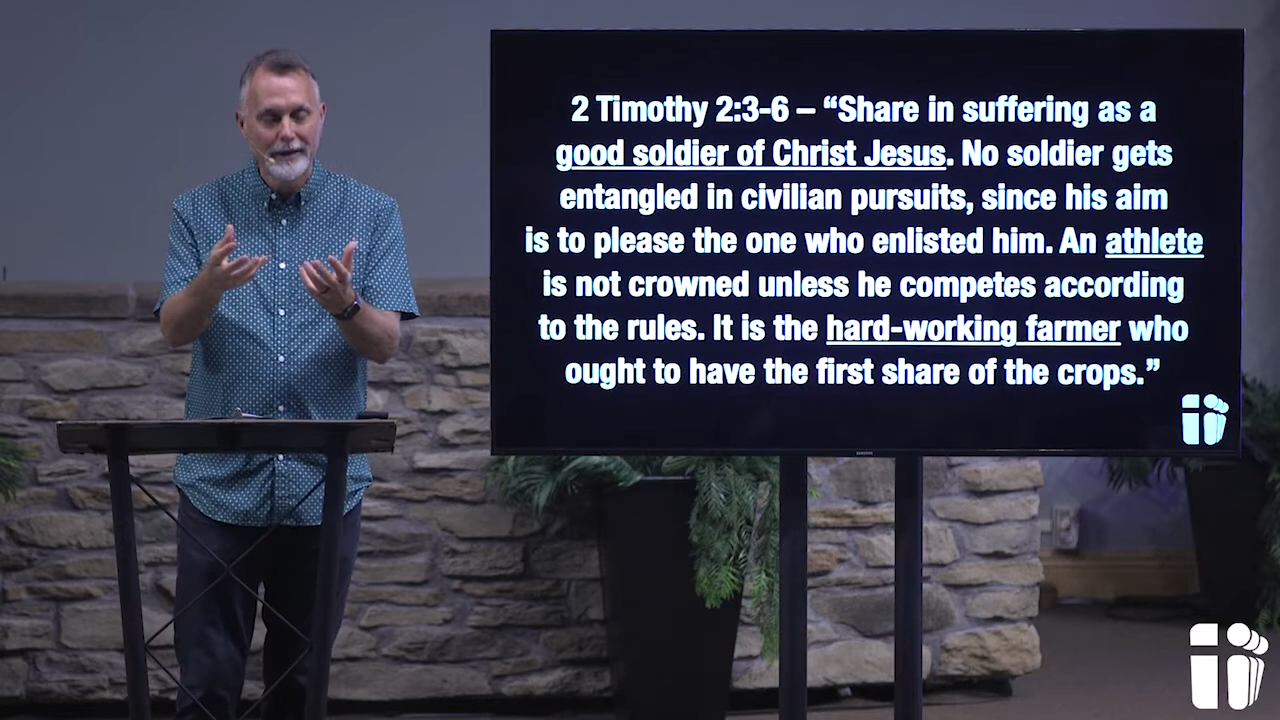 2 Timothy 2:3-6 – “Share in suffering as a
good soldier of Christ Jesus. No soldier gets
entangled in civilian pursuits, since his aim
is to please the one who enlisted him. An athlete
is not crowned unless he competes according
to the rules. It is the hard-working farmer who
ought to have the first share of the crops.”
SAMSUNG